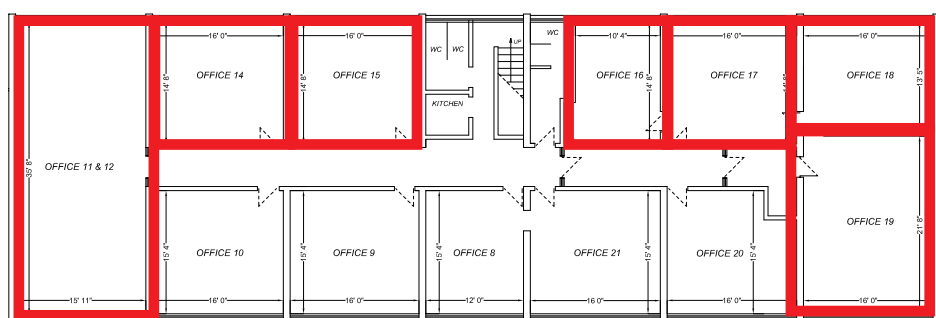 16' 0"
16' 0"
10' 4"
16' 0"
16' 0"
WC
WC
UP
WC
OFFICE 14
14' 8"
OFFICE 15
14' 8"
OFFICE 16
14' 8"
OFFICE 17
OFFICE 18
13' 5"
KITCHEN
OFFICE 11 & 12
35' 8"
OFFICE 19
21' 8"
OFFICE 10
15' 4"
OFFICE 9
15' 4"
OFFICE 8
15' 4"
OFFICE 21
15' 4"
OFFICE 20
15' 4"
15' 11"
16' 0"
16' 0"
12' 0"
16 0"
16' 0"
16' 0"